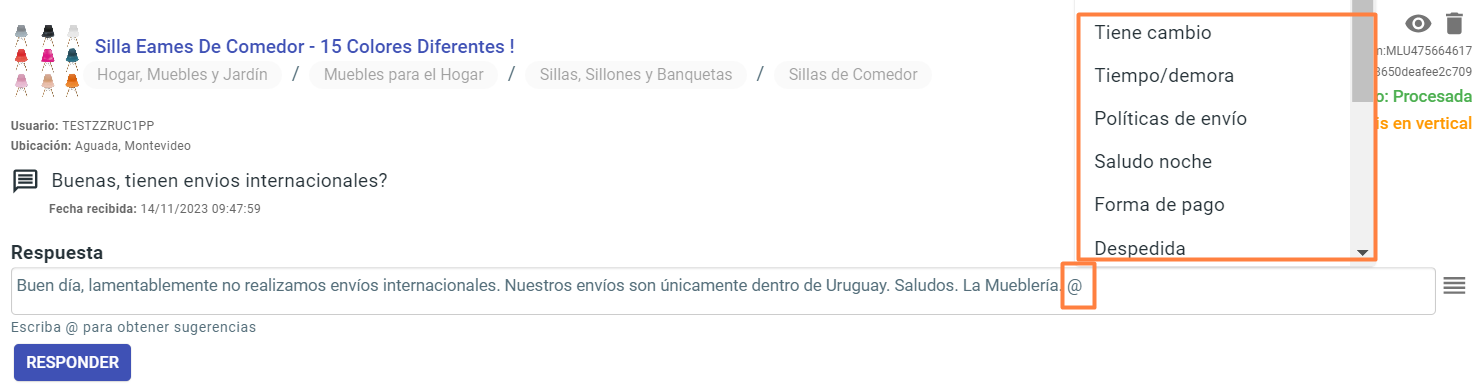 Silla Eames De Comedor - 15 Colores Diferentes !
Hogar, Muebles y Jardín / Muebles para el Hogar / Sillas, Sillones y Banquetas / Sillas de Comedor
Tiene cambio
Tiempo/demora
Políticas de envío
Saludo noche
Forma de pago
Despedida
m:MLU475664617
3650deafee2c709
o: Procesada
is en vertical
Usuario: TESTZZRUC1PP
Ubicación: Aguada, Montevideo
Buenas, tienen envios internacionales?
Fecha recibida: 14/11/2023 09:47:59
Respuesta
Buen día, lamentablemente no realizamos envíos internacionales. Nuestros envíos son únicamente dentro de Uruguay. Saludos. La Mueblería. @
Escriba @ para obtener sugerencias
RESPONDER